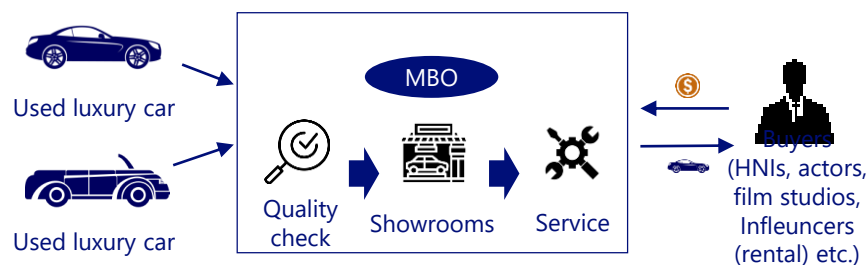 Used luxury car
Used luxury car
MBO
Quality
check
Showrooms
Service
$
Buyers
(HNIs, actors,
film studios,
Infleuncers
(rental) etc.)